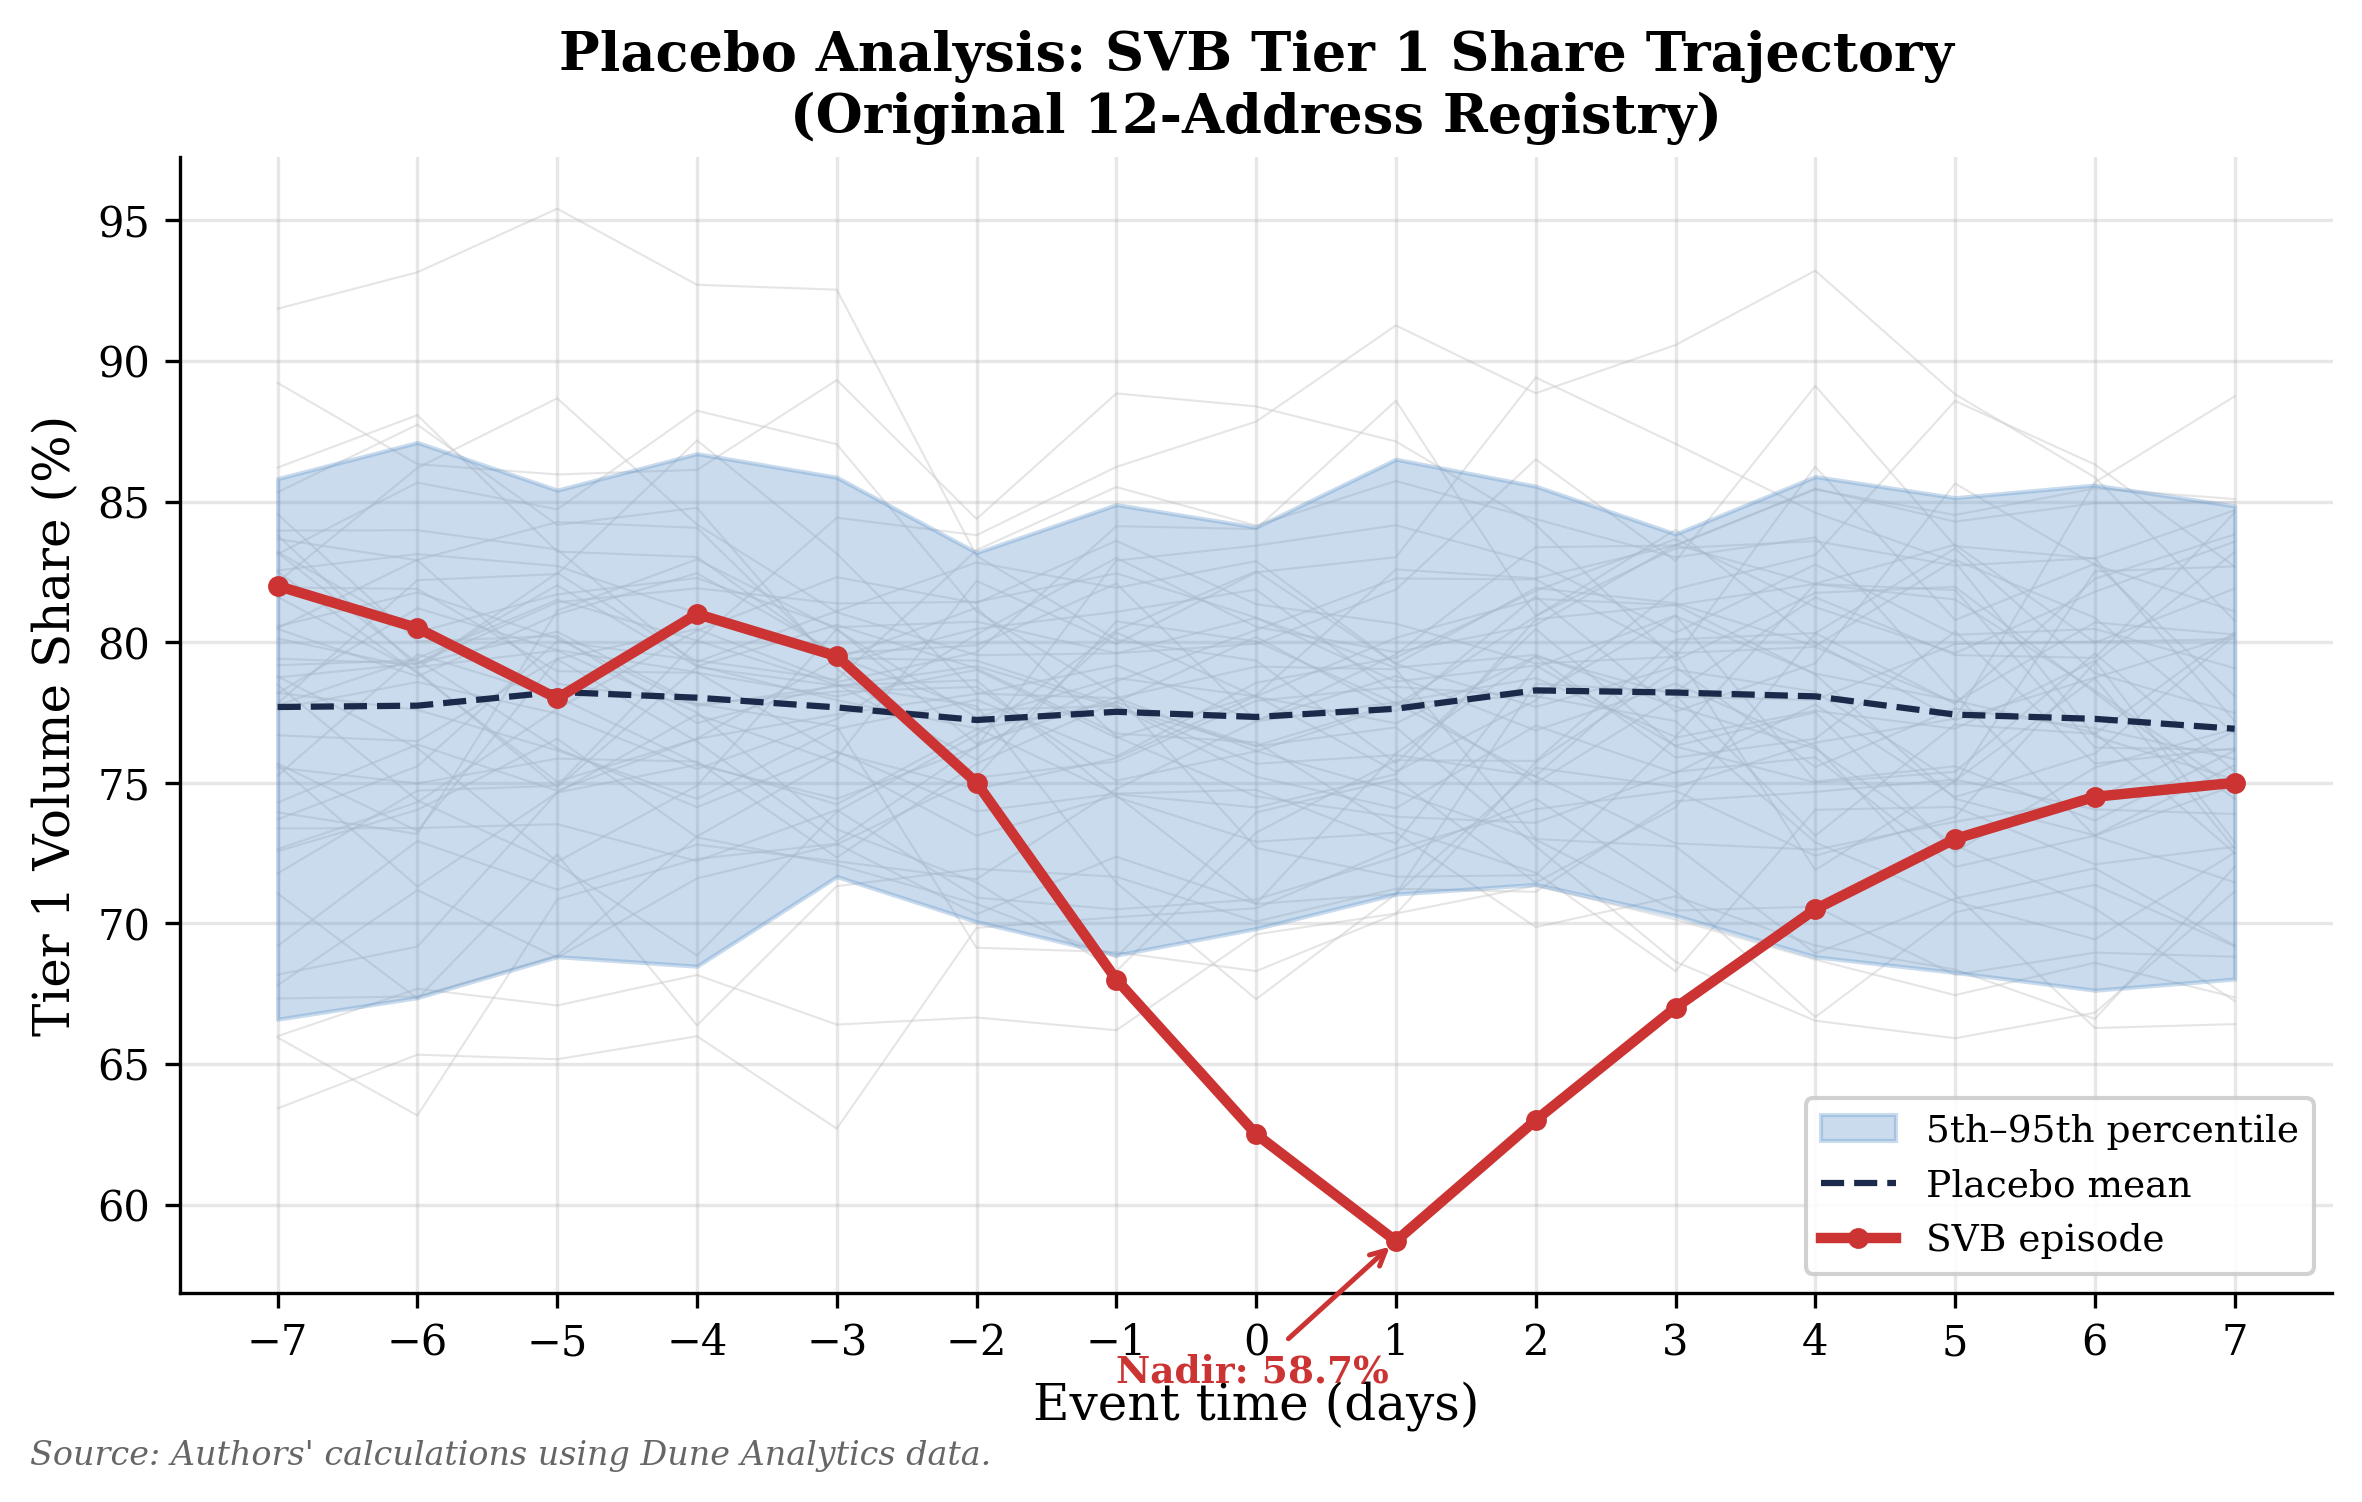 Placebo Analysis: SVB Tier 1 Share Trajectory
(Original 12-Address Registry)
Tier 1 Volume Share (%)
95
90
85
80
75
70
65
60
5th–95th percentile
Placebo mean
SVB episode
−7 −6 −5 −4 −3 −2 −1 0 1 2 3 4 5 6 7
Nadir: 58.7%
Event time (days)
Source: Authors' calculations using Dune Analytics data.